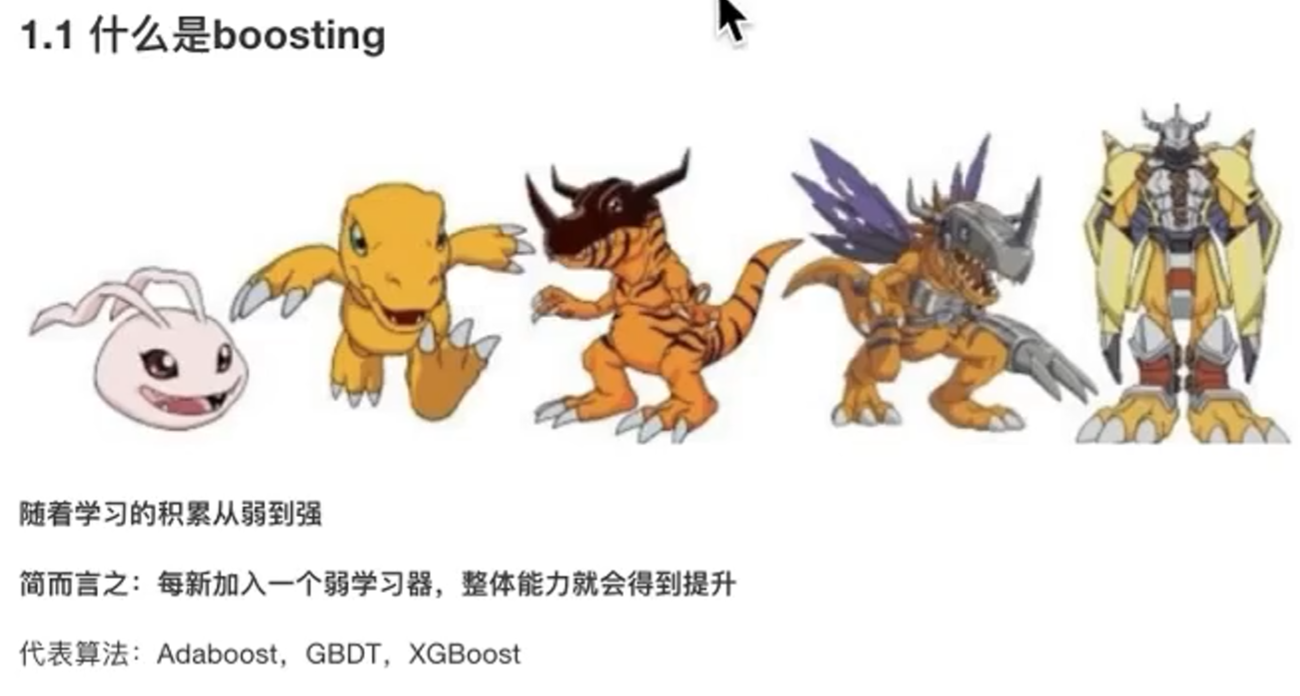 1.1 什么是boosting
随着学习的积累从弱到强
简而言之：每新加入一个弱学习器，整体能力就会得到提升
代表算法：Adaboost，GBDT，XGBoost